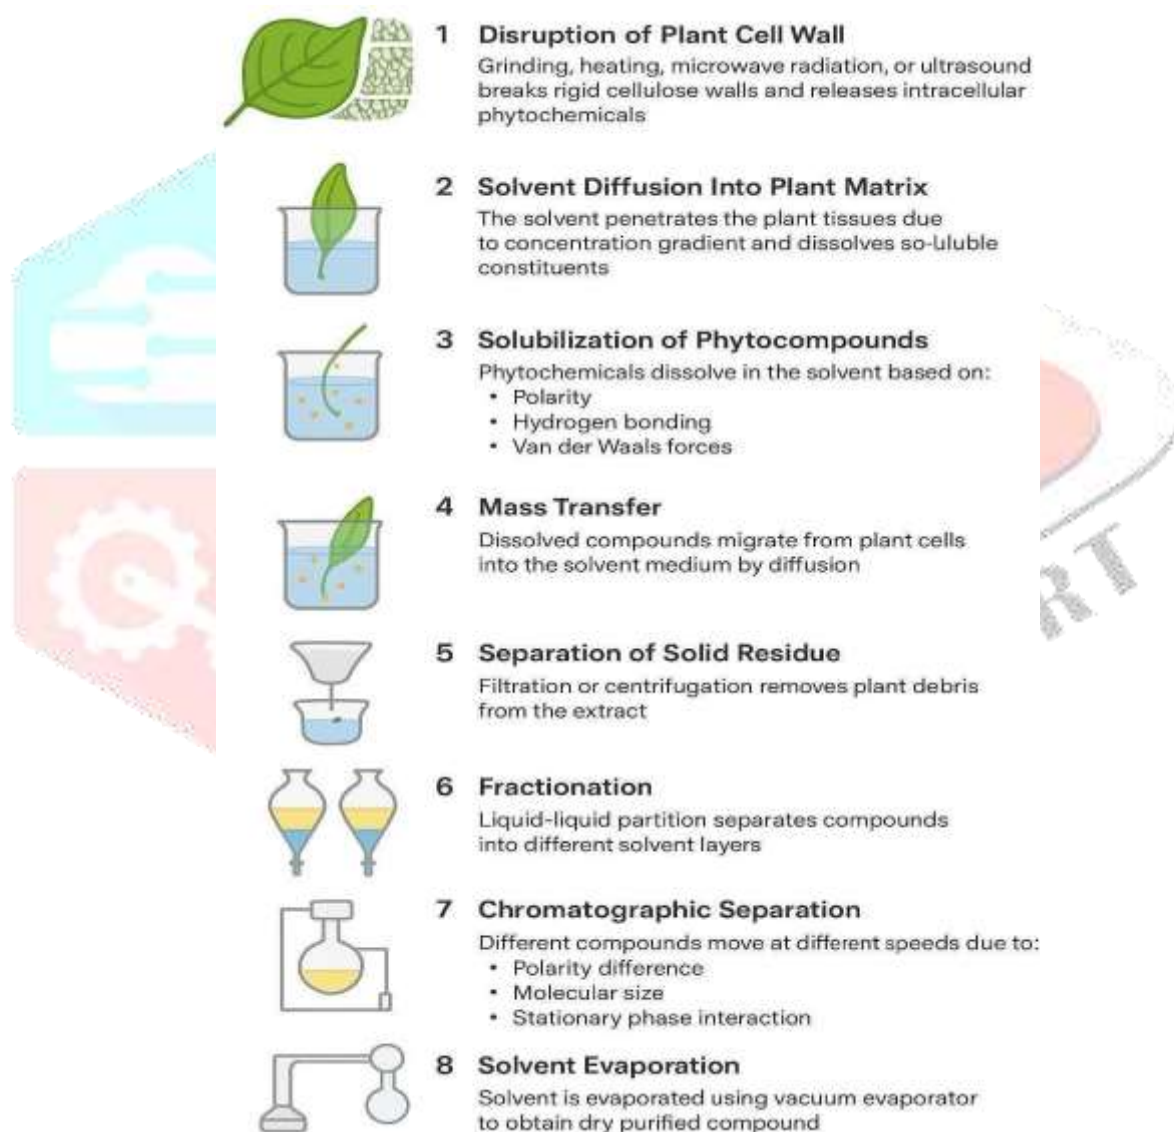 1 Disruption of Plant Cell Wall
Grinding, heating, microwave radiation, or ultrasound
breaks rigid cellulose walls and releases intracellular
phytochemicals
2 Solvent Diffusion Into Plant Matrix
The solvent penetrates the plant tissues due
to concentration gradient and dissolves so-luluble
constituents
3 Solubilization of Phytocompounds
Phytochemicals dissolve in the solvent based on:
• Polarity
• Hydrogen bonding
• Van der Waals forces
4 Mass Transfer
Dissolved compounds migrate from plant cells
into the solvent medium by diffusion
5 Separation of Solid Residue
Filtration or centrifugation removes plant debris
from the extract
6 Fractionation
Liquid-liquid partition separates compounds
into different solvent layers
7 Chromatographic Separation
Different compounds move at different speeds due to:
• Polarity difference
• Molecular size
• Stationary phase interaction
8 Solvent Evaporation
Solvent is evaporated using vacuum evaporator
to obtain dry purified compound
RT